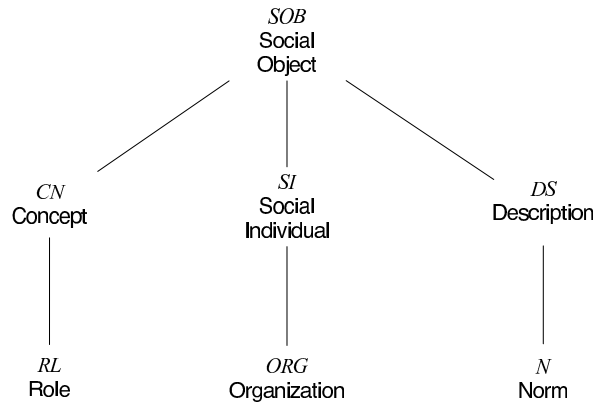 SOB
Social
Object
CN
Concept
SI
Social
Individual
DS
Description
RL
Role
ORG
Organization
N
Norm